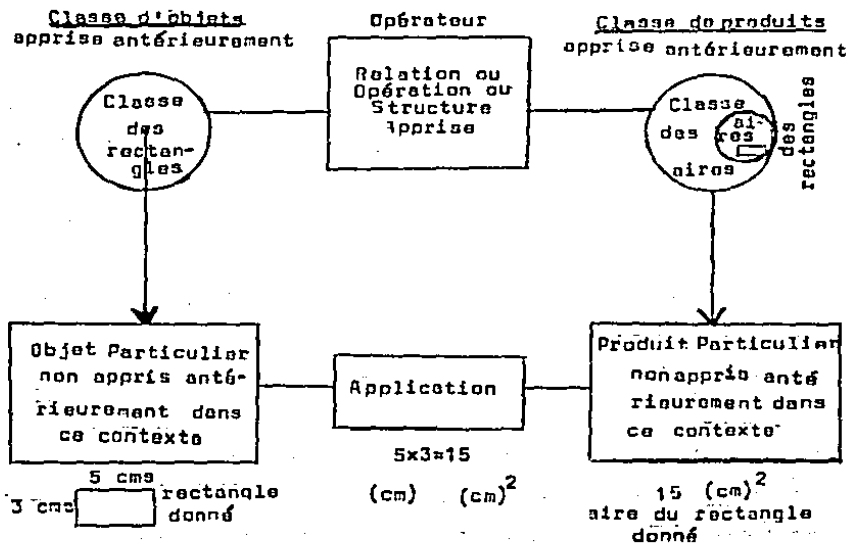 Classe d'objets
apprise antérieurement
Opérateur
Classe de produits
apprise antérieurement
Classe
des
rectan-
gles
Relation ou
Opération ou
Structure
Apprise
Classe
des
aires
ai-
res
des
rectangles
Objet Particulier
non appris anté-
rieurement dans
ce contexte
Application
Produit Particulier
non appris anté
rieurement dans
ce contexte
5 cms
3 cms
rectangle
donné
5x3=15
(cm) (cm)²
15 (cm)²
aire du rectangle
donné